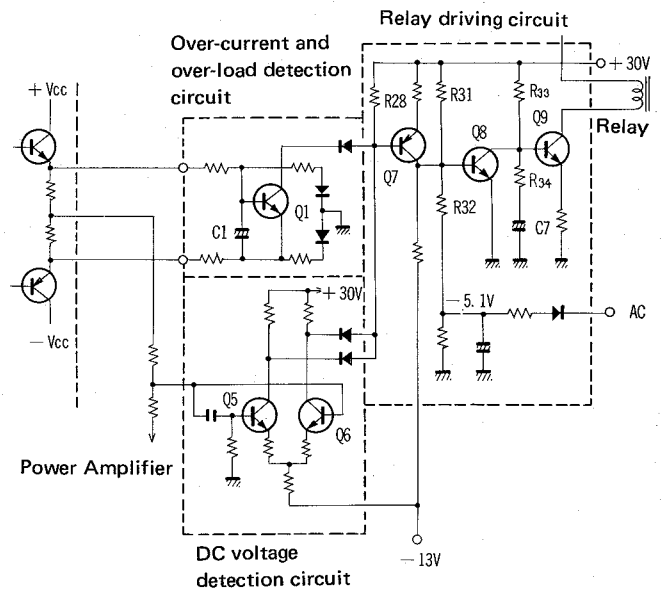 Relay driving circuit
Over-current and
over-load detection
circuit
+ Vcc
+ 30V
R28
R31
R33
Q9
Relay
Q8
Q7
R34
R32
C7
C1
Q1
+ 30V
− 5. 1V
AC
Q5
Q6
− Vcc
Power Amplifier
− 13V
DC voltage
detection circuit